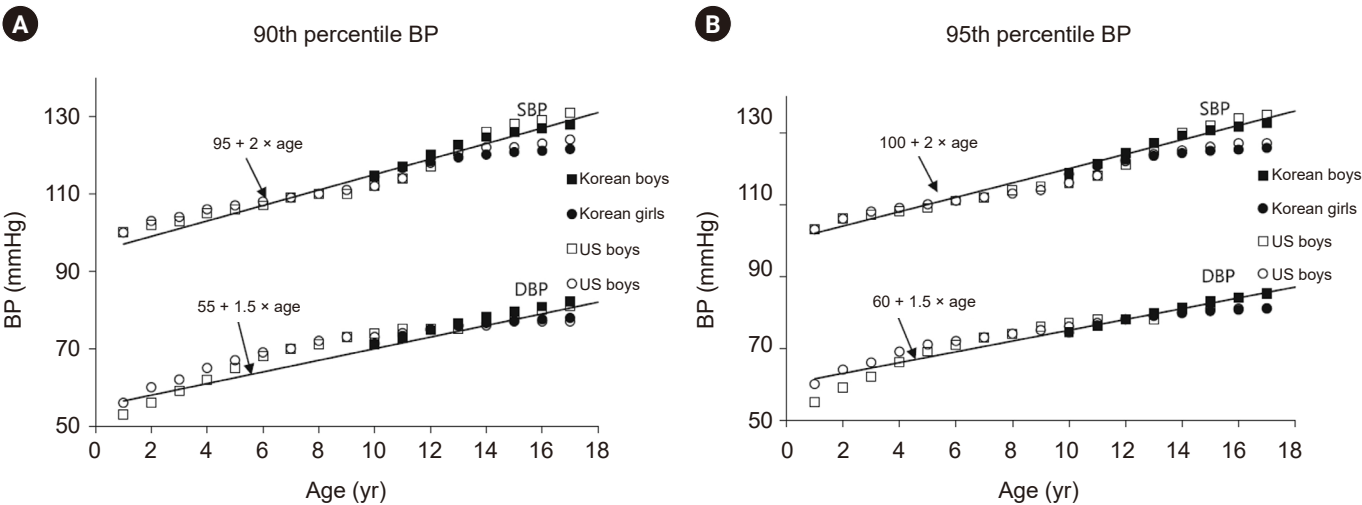 A
90th percentile BP
BP (mmHg)
130
110
90
70
50
0
2
4
6
8
10
12
14
16
18
Age (yr)
SBP
95 + 2 × age
DBP
55 + 1.5 × age
Korean boys
Korean girls
US boys
US boys
B
95th percentile BP
BP (mmHg)
130
110
90
70
50
0
2
4
6
8
10
12
14
16
18
Age (yr)
SBP
100 + 2 × age
DBP
60 + 1.5 × age
Korean boys
Korean girls
US boys
US boys